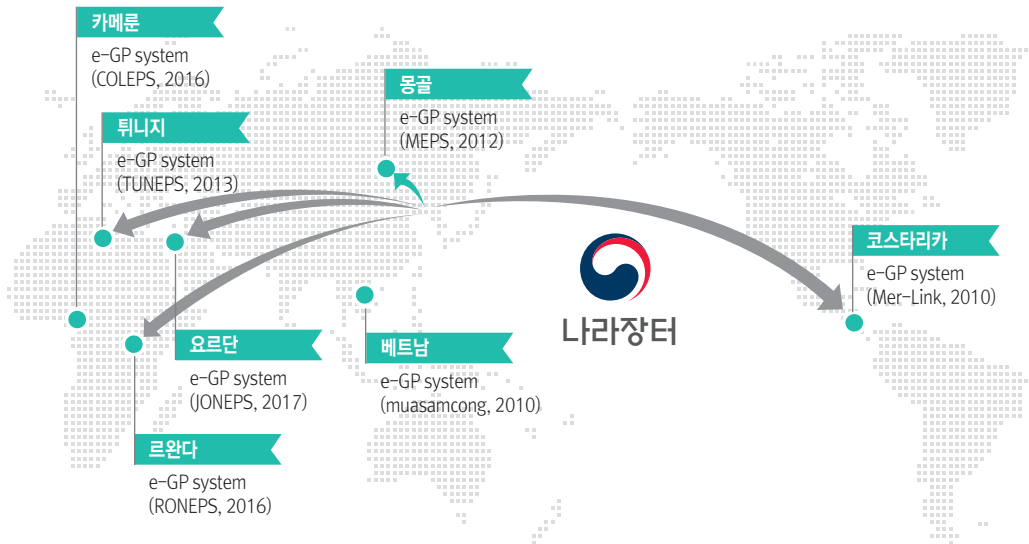 카메룬
e-GP system
(COLEPS, 2016)
튀니지
e-GP system
(TUNEPS, 2013)
몽골
e-GP system
(MEPS, 2012)
코스타리카
e-GP system
(Mer-Link, 2010)
나라장터
요르단
e-GP system
(JONEPS, 2017)
베트남
e-GP system
(muasamcong, 2010)
르완다
e-GP system
(RONEPS, 2016)